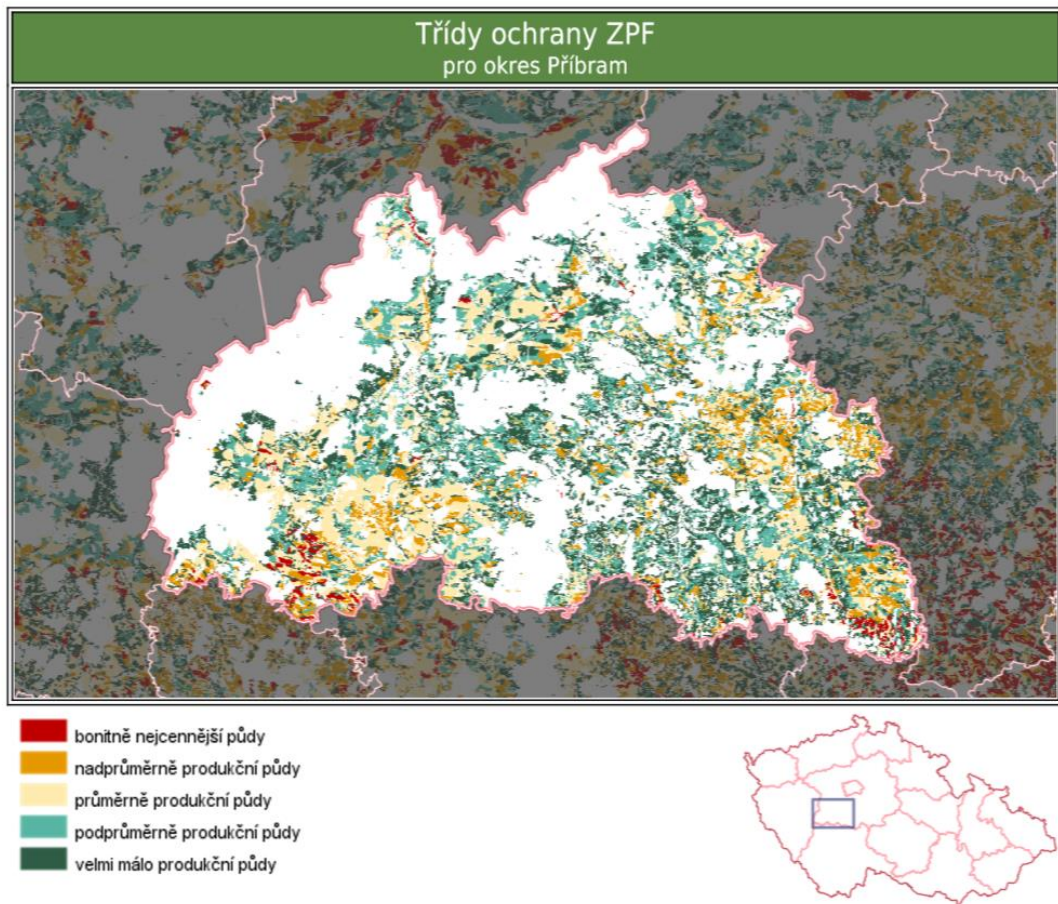 Třídy ochrany ZPF
pro okres Příbram
bonitně nejcennější půdy
nadprůměrně produkční půdy
průměrně produkční půdy
podprůměrně produkční půdy
velmi málo produkční půdy